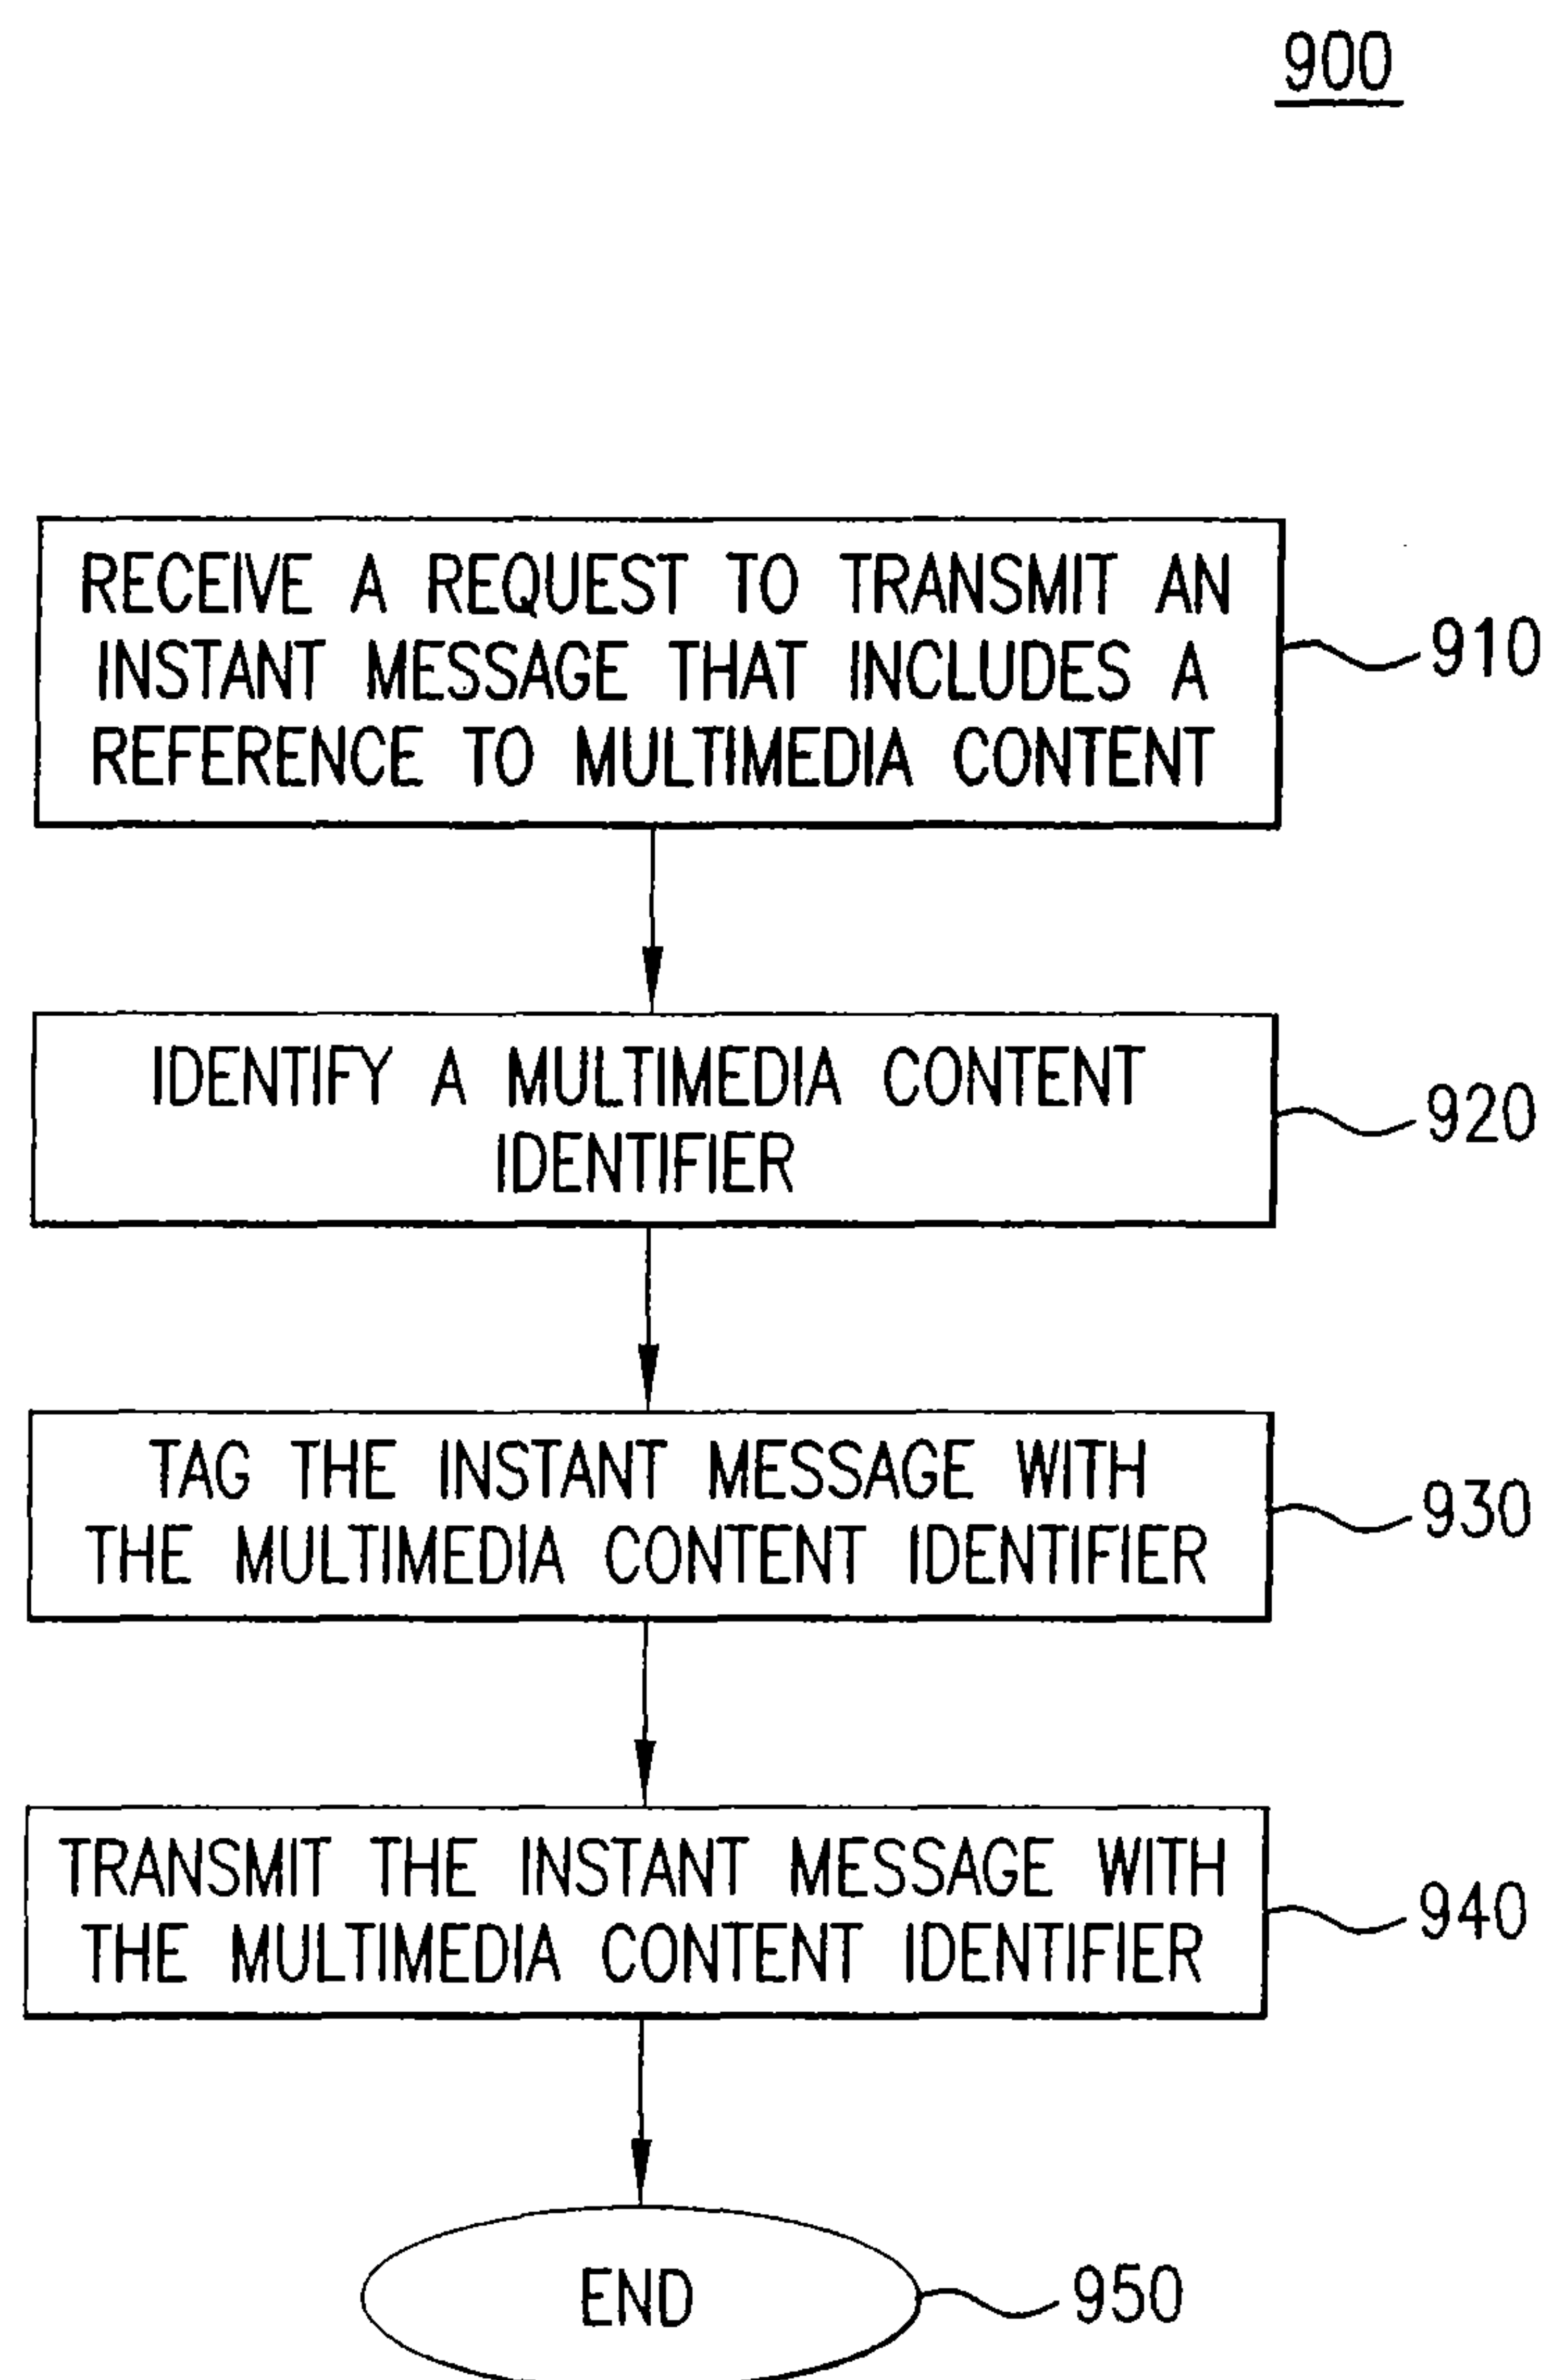 900
RECEIVE A REQUEST TO TRANSMIT AN
INSTANT MESSAGE THAT INCLUDES A
REFERENCE TO MULTIMEDIA CONTENT
910
IDENTIFY A MULTIMEDIA CONTENT
IDENTIFIER
920
TAG THE INSTANT MESSAGE WITH
THE MULTIMEDIA CONTENT IDENTIFIER
930
TRANSMIT THE INSTANT MESSAGE WITH
THE MULTIMEDIA CONTENT IDENTIFIER
940
END
950